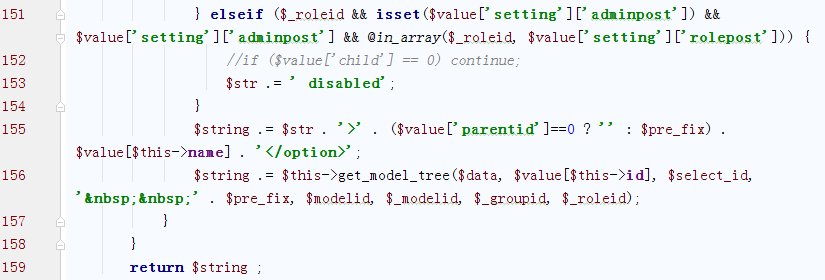 151 } elseif ($_roleid && isset($value['setting']['adminpost']) &&
$value['setting']['adminpost'] && @in_array($_roleid, $value['setting']['rolepost'])) {
152 //if ($value['child'] == 0) continue;
153 $str .= ' disabled';
154 }
155 $string .= $str . '>' . ($value['parentid']==0 ? '' : $pre_fix) .
$value[$this->name] . '</option>';
156 $string .= $this->get_model_tree($data, $value[$this->id], $select_id,
'&nbsp;&nbsp;' . $pre_fix, $modelid, $_modelid, $_groupid, $_roleid);
157 }
158 }
159 return $string ;